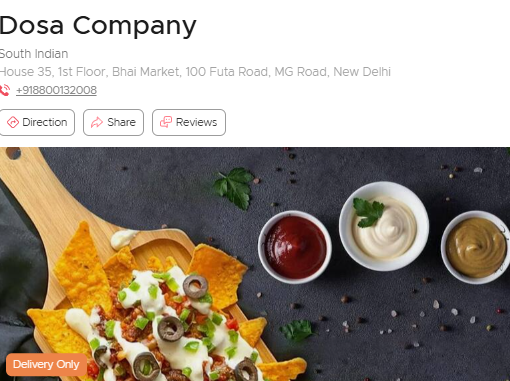 Dosa Company
South Indian
House 35, 1st Floor, Bhai Market, 100 Futa Road, MG Road, New Delhi
+918800132008
Direction Share Reviews
Delivery Only